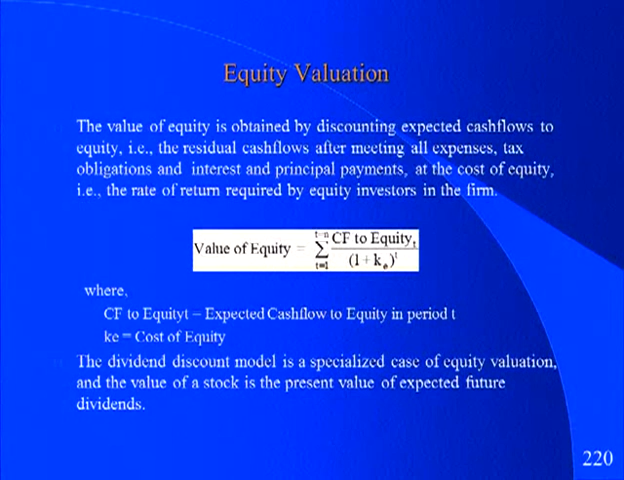 Equity Valuation
The value of equity is obtained by discounting expected cashflows to
equity, i.e., the residual cashflows after meeting all expenses, tax
obligations and interest and principal payments, at the cost of equity,
i.e., the rate of return required by equity investors in the firm.
Value of Equity = ∑ t=1 t=n CF to Equityₜ / (1+kₑ)ᵗ
where,
CF to Equityt = Expected Cashflow to Equity in period t
ke = Cost of Equity
The dividend discount model is a specialized case of equity valuation,
and the value of a stock is the present value of expected future
dividends.
220